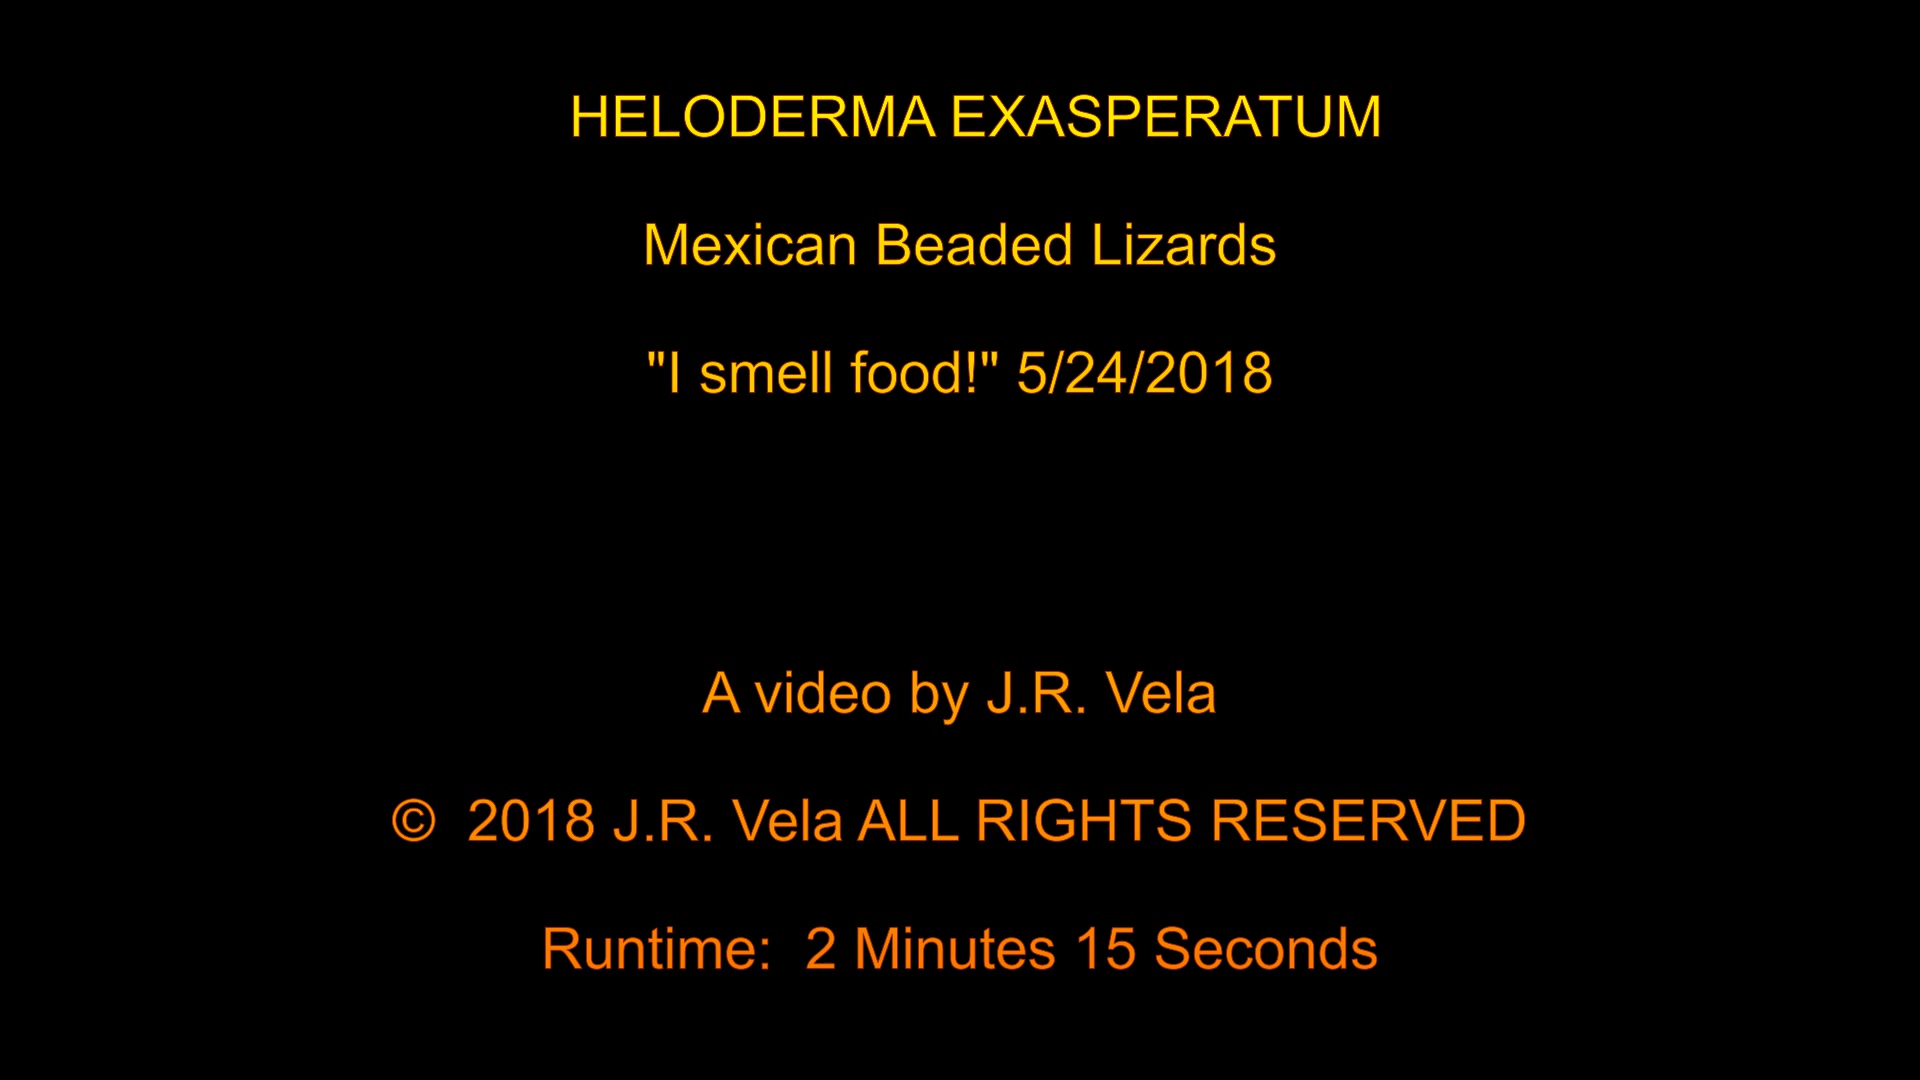 HELODERMA EXASPERATUM
Mexican Beaded Lizards
"I smell food!" 5/24/2018
A video by J.R. Vela
©  2018 J.R. Vela ALL RIGHTS RESERVED
Runtime:  2 Minutes 15 Seconds